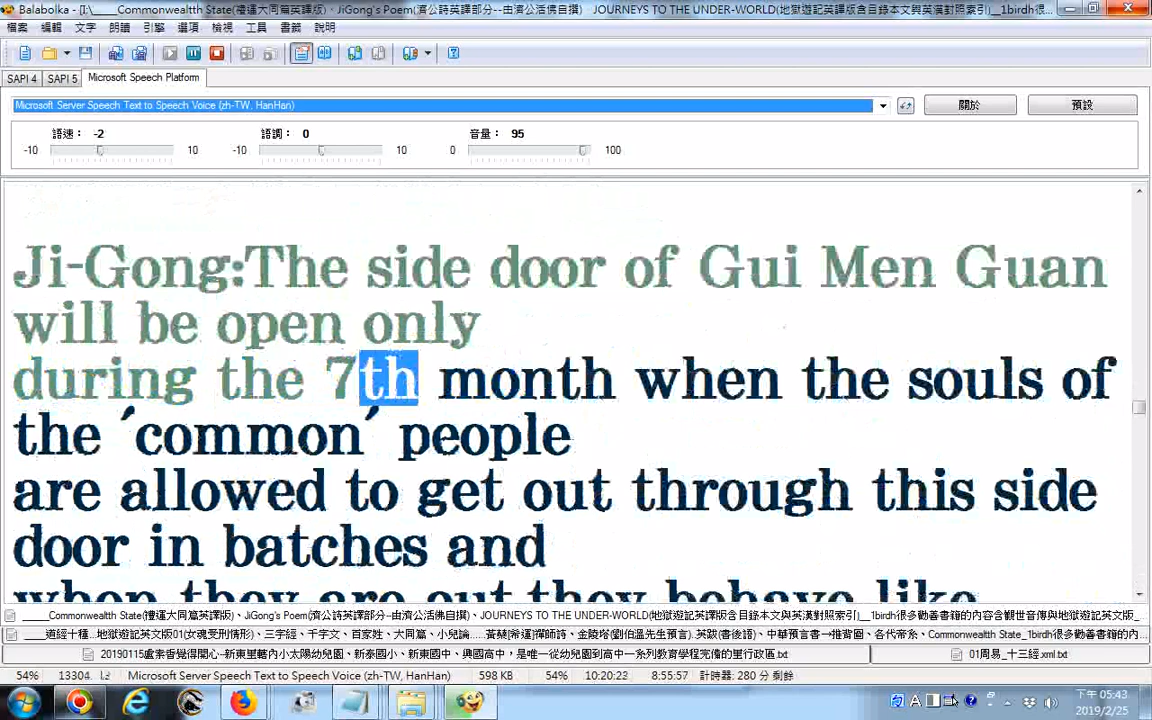 Balabolka - [I:\_____Commonwealtth State(禮運大同篇英譯版)、JiGong's Poem(濟公詩英譯部分--由濟公活佛自撰) JOURNEYS TO THE UNDER-WORLD(地獄遊記英譯版含目錄本文與英漢對照索引)__1birdh很...
檔案 編輯 文字 朗讀 引擎 選項 檢視 工具 書籤 說明
SAPI 4 SAPI 5 Microsoft Speech Platform
Microsoft Server Speech Text to Speech Voice (zh-TW, HanHan) 關於 預設
語速： -2 語調： 0 音量： 95
-10 10 -10 10 0 100
Ji-Gong:The side door of Gui Men Guan
will be open only
during the 7th month when the souls of
the ′common′ people
are allowed to get out through this side
door in batches and
when they are out they behave like
_____Commonwealtth State(禮運大同篇英譯版)、JiGong's Poem(濟公詩英譯部分--由濟公活佛自撰)、JOURNEYS TO THE UNDER-WORLD(地獄遊記英譯版含目錄本文與英漢對照索引)__1birdh很多勸善書籍的內容含觀世音傳與地獄遊記英文版_
道經十種...地獄遊記英文版01(女魂受刑情形)、三字經、千字文、百家姓、大同篇、小兒論......黃蘗[希運]禪師詩、金陵塔(劉伯溫先生預言).英跋(書後語)、中華預言書一推背圖、各代帝系、Commonwealtth State_1birdh很多勸善書籍的內...
20190115盧素香覺得開心--新東里轄內小太陽幼兒園、新泰國小、新東國中、興國高中，是唯一從幼兒園到高中一系列教育學程完備的里行政區.txt 01周易_十三經.xml.txt
54% 13304. Microsoft Server Speech Text to Speech Voice (zh-TW, HanHan) 598 KB 54% 10:20:23 8:55:57 計時器: 280 分 剩餘
下午 05:43
2019/2/25